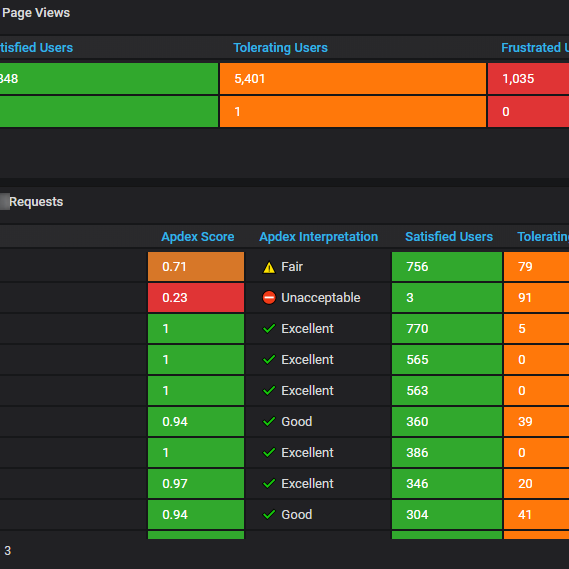 Page Views
tisfied Users Tolerating Users Frustrated U
348 5,401 1,035
1 0
Requests
Apdex Score Apdex Interpretation Satisfied Users Tolerating
0.71 Fair 756 79
0.23 Unacceptable 3 91
1 Excellent 770 5
1 Excellent 565 0
1 Excellent 563 0
0.94 Good 360 39
1 Excellent 386 0
0.97 Excellent 346 20
0.94 Good 304 41
3